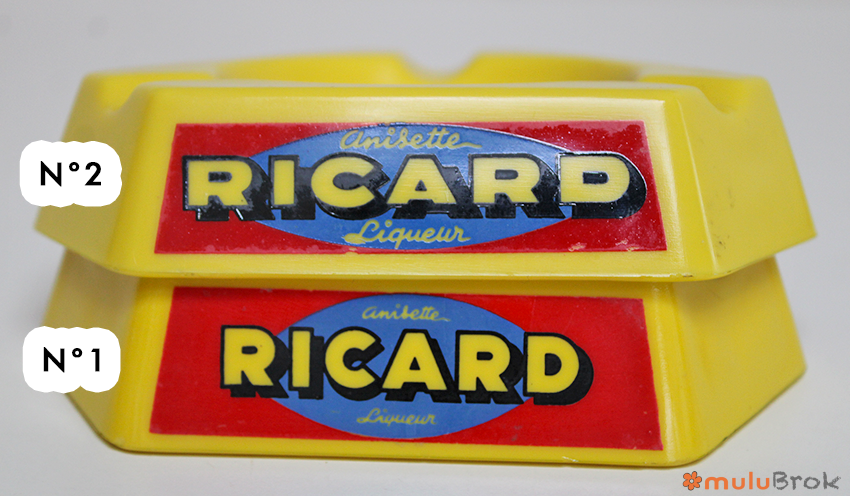 N°2
anisette
RICARD
Liqueur
N°1
anisette
RICARD
Liqueur
muluBrok